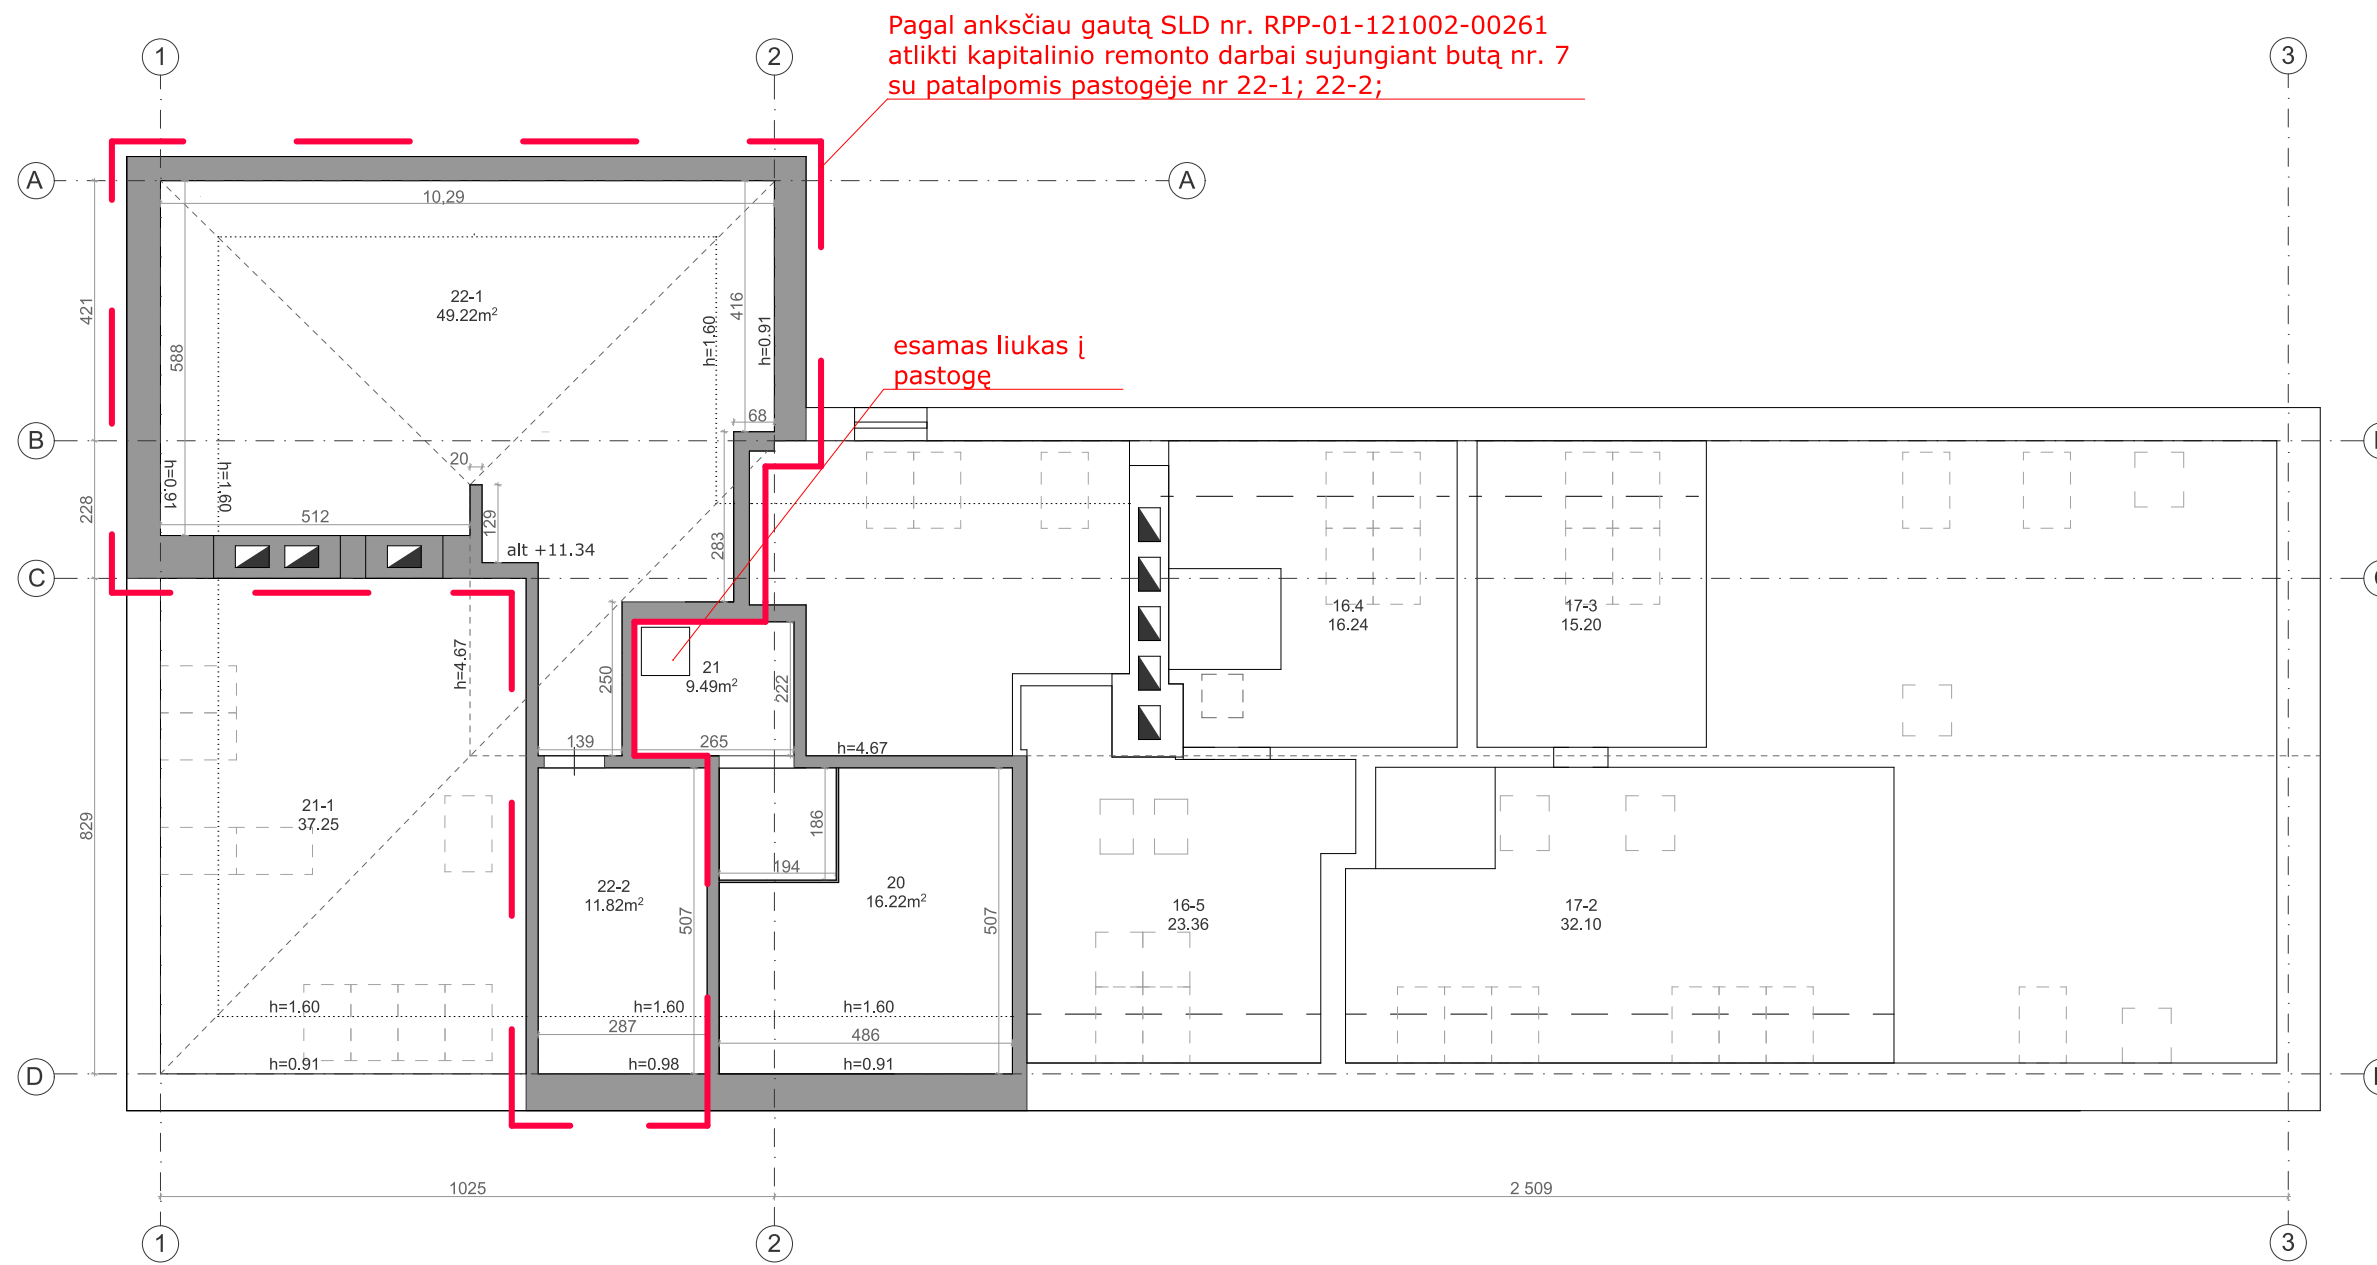 Pagal anksčiau gautą SLD nr. RPP-01-121002-00261
atlikti kapitalinio remonto darbai sujungiant butą nr. 7
su patalpomis pastogėje nr 22-1; 22-2;
1
2
3
A
A
10,29
421
588
22-1
49.22m²
416
h=1.60
h=0.91
esamas liukas į
pastogę
68
B
h=0.91
h=1.60
20
228
512
129
alt +11.34
283
C
16.4
16.24
17-3
15.20
h=4.67
250
21
9.49m²
222
139
265
h=4.67
829
21-1
37.25
186
194
22-2
11.82m²
20
16.22m²
507
507
16-5
23.36
17-2
32.10
h=1.60
h=1.60
h=1.60
287
486
h=0.91
h=0.98
h=0.91
D
1025
2 509
1
2
3